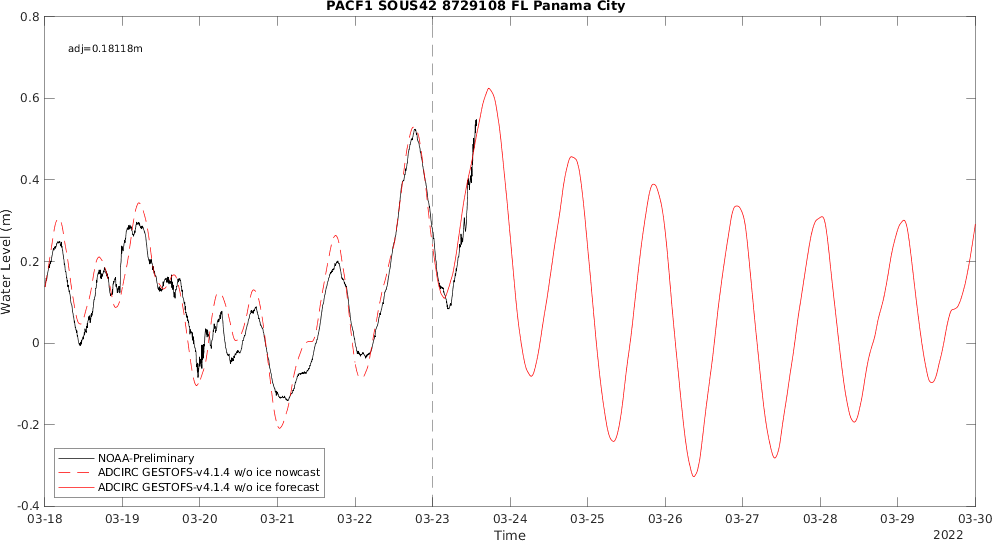 PACF1 SOUS42 8729108 FL Panama City
adj=0.18118m
0.8
0.6
0.4
0.2
0
-0.2
-0.4
Water Level (m)
NOAA-Preliminary
ADCIRC GESTOFS-v4.1.4 w/o ice nowcast
ADCIRC GESTOFS-v4.1.4 w/o ice forecast
03-18 03-19 03-20 03-21 03-22 03-23 03-24 03-25 03-26 03-27 03-28 03-29 03-30
Time
2022